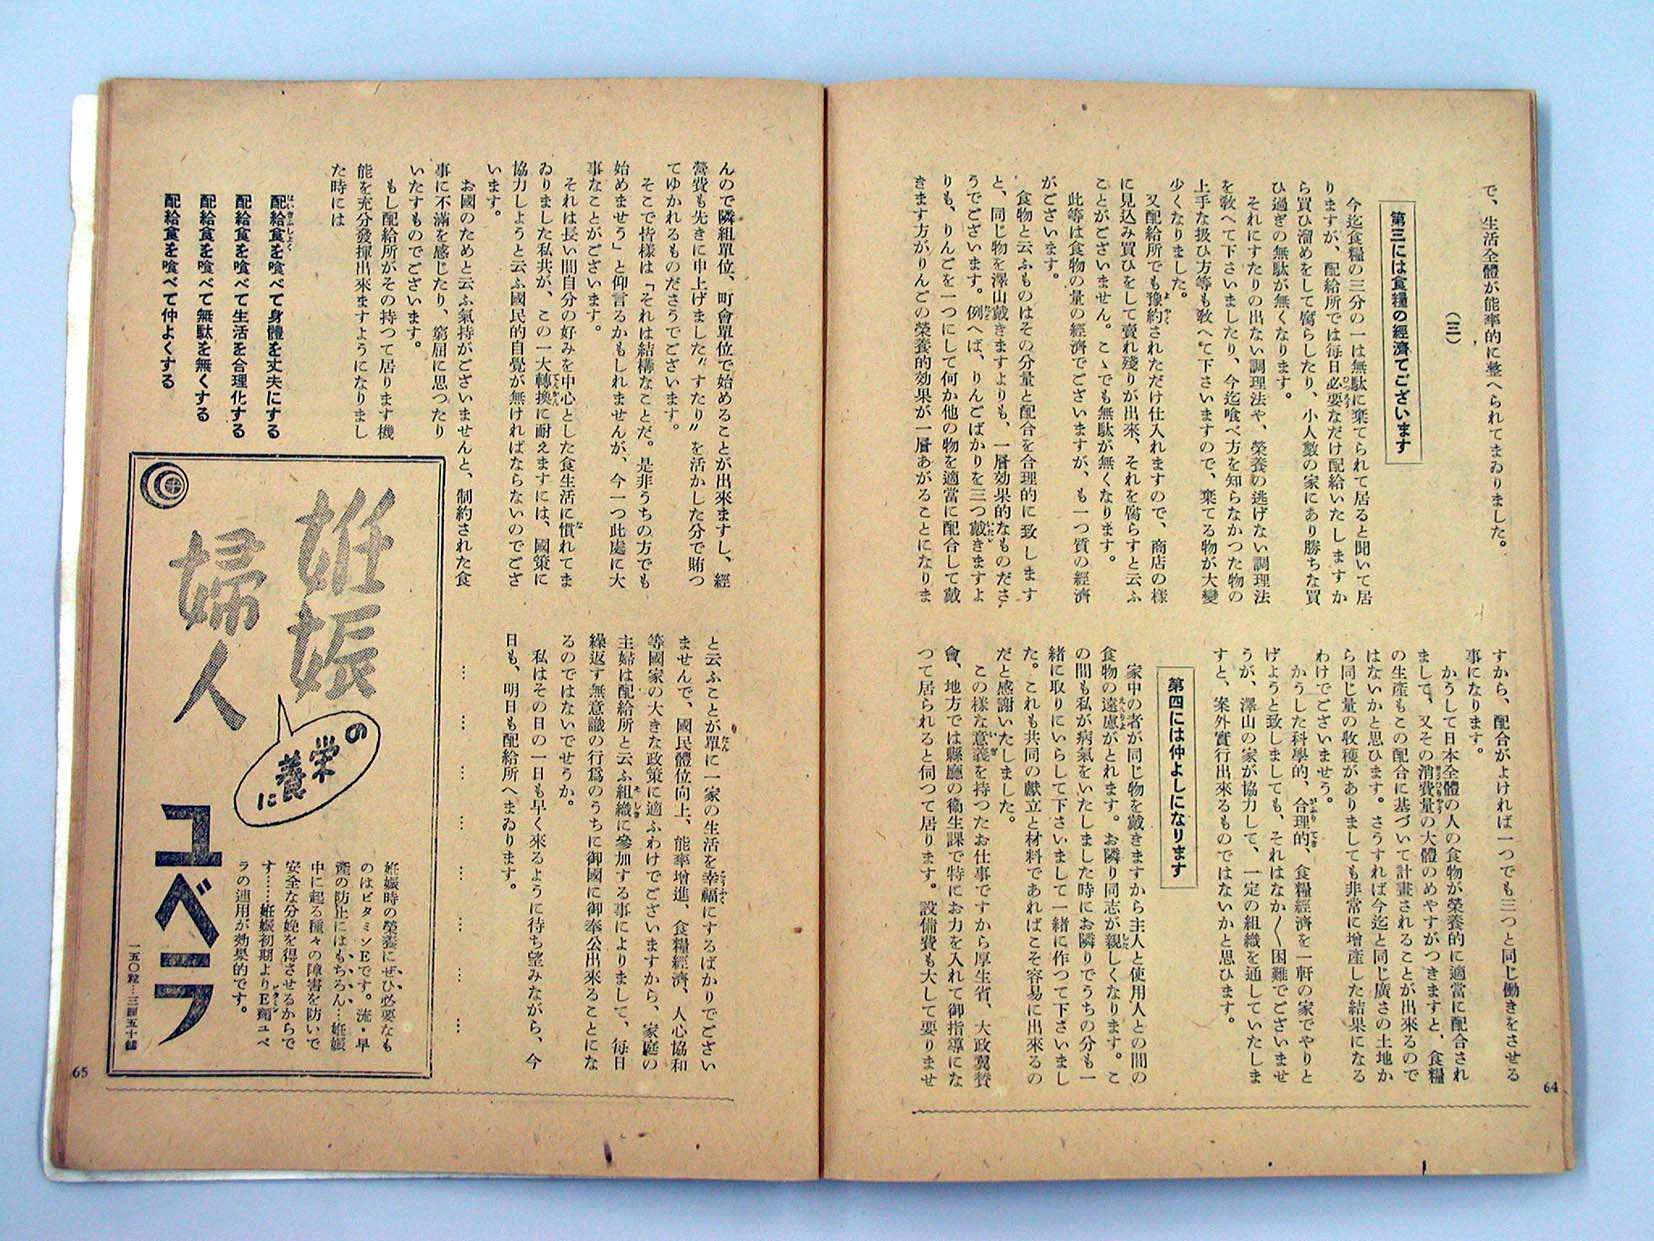 で、生活全體が能率的に整へられてまゐりました。
（三）
第三には食糧の經濟でございます
今迄食糧の三分の一は無駄に棄てられて居ると聞いて居
りますが、配給所では毎日必要なだけ配給いたしますか
ら買ひ溜めをして腐らしたり、小人數の家にあり勝ちな買
ひ過ぎの無駄が無くなります。
それにすたりの出ない調理法や、榮養の逃げない調理法
を敎へて下さいましたり、今迄喰べ方を知らなかつた物の
上手な扱ひ方等も敎へて下さいますので、棄てる物が大變
少くなりました。
又配給所でも豫約されただけ仕入れますので、商店の樣
に見込み買ひをして賣れ殘りが出來、それを腐らすと云ふ
ことがございません。こゝでも無駄が無くなります。
此等は食物の量の經濟でございますが、も一つ質の經濟
がございます。
食物と云ふものはその分量と配合を合理的に致します
と、同じ物を澤山戴きますよりも、一層効果的なものださ
うでございます。例へば、りんごばかりを三つ戴きますよ
りも、りんごを一つにして何か他の物を適當に配合して戴
きます方がりんごの榮養的効果が一層あがることになりま
すから、配合がよければ一つでも三つと同じ働きをさせる
事になります。
かうして日本全體の人の食物が榮養的に適當に配合され
まして、又その消費量の大體のめやすがつきますと、食糧
の生產もこの配合に基づいて計畫されることが出來るので
はないかと思ひます。さうすれば今迄と同じ廣さの土地か
ら同じ量の收穫がありましても非常に增產した結果になる
わけでございませう。
かうした科學的、合理的、食糧經濟を一軒の家でやりと
げようと致しましても、それはなか〱困難でございませ
うが、澤山の家が協力して、一定の組織を通していたしま
すと、案外實行出來るものではないかと思ひます。
第四には仲よしになります
家中の者が同じ物を戴きますから主人と使用人との間の
食物の遠慮がとれます。お隣り同志が親しくなります。こ
の間も私が病氣をいたしました時にお隣りでうちの分も一
緒に取りにいらして下さいまして一緒に作つて下さいまし
た。これも共同の獻立と材料であればこそ容易に出來るの
だと感謝いたしました。
この樣な意義を持つたお仕事ですから厚生省、大政翼贊
會、地方では縣廳の衞生課で特にお力を入れて御指導にな
つて居られると伺つて居ります。設備費も大して要りませ
64
んので隣組單位、町會單位で始めることが出來ますし、經
營費も先きに申上げました〝すたり〟を活かした分で賄つ
てゆかれるものださうでございます。
そこで皆樣は「それは結構なことだ。是非うちの方でも
始めませう」と仰言るかもしれませんが、今一つ此處に大
事なことがございます。
それは長い間自分の好みを中心とした食生活に慣れてま
ゐりました私共が、この一大轉換に耐えますには、國策に
協力しようと云ふ國民的自覺が無ければならないのでござ
います。
お國のためと云ふ氣持がございませんと、制約された食
事に不滿を感じたり、窮屈に思つたり
いたすものでございます。
もし配給所がその持つて居ります機
能を充分發揮出來ますようになりまし
た時には
配給食を喰べて身體を丈夫にする
配給食を喰べて生活を合理化する
配給食を喰べて無駄を無くする
配給食を喰べて仲よくする
と云ふことが單に一家の生活を幸福にするばかりでござい
ませんで、國民體位向上、能率增進、食糧經濟、人心協和
等國家の大きな政策に適ふわけでございますから、家庭の
主婦は配給所と云ふ組織に參加する事によりまして、毎日
繰返す無意識の行爲のうちに御國に御奉公出來ることにな
るのではないでせうか。
私はその日の一日も早く來るように待ち望みながら、今
日も、明日も配給所へまゐります。
… … … … … … … …
妊娠
婦人
の
榮養に
ユベラ
妊娠時の榮養にぜひ必要なも
のはビタミンEです。流・早
產の防止にはもちろん…妊娠
中に起る種々の障害を防いで
安全な分娩を得させるからで
す……妊娠初期よりE劑ユベ
ラの連用が効果的です。
一五〇粒…三圓五十錢
65